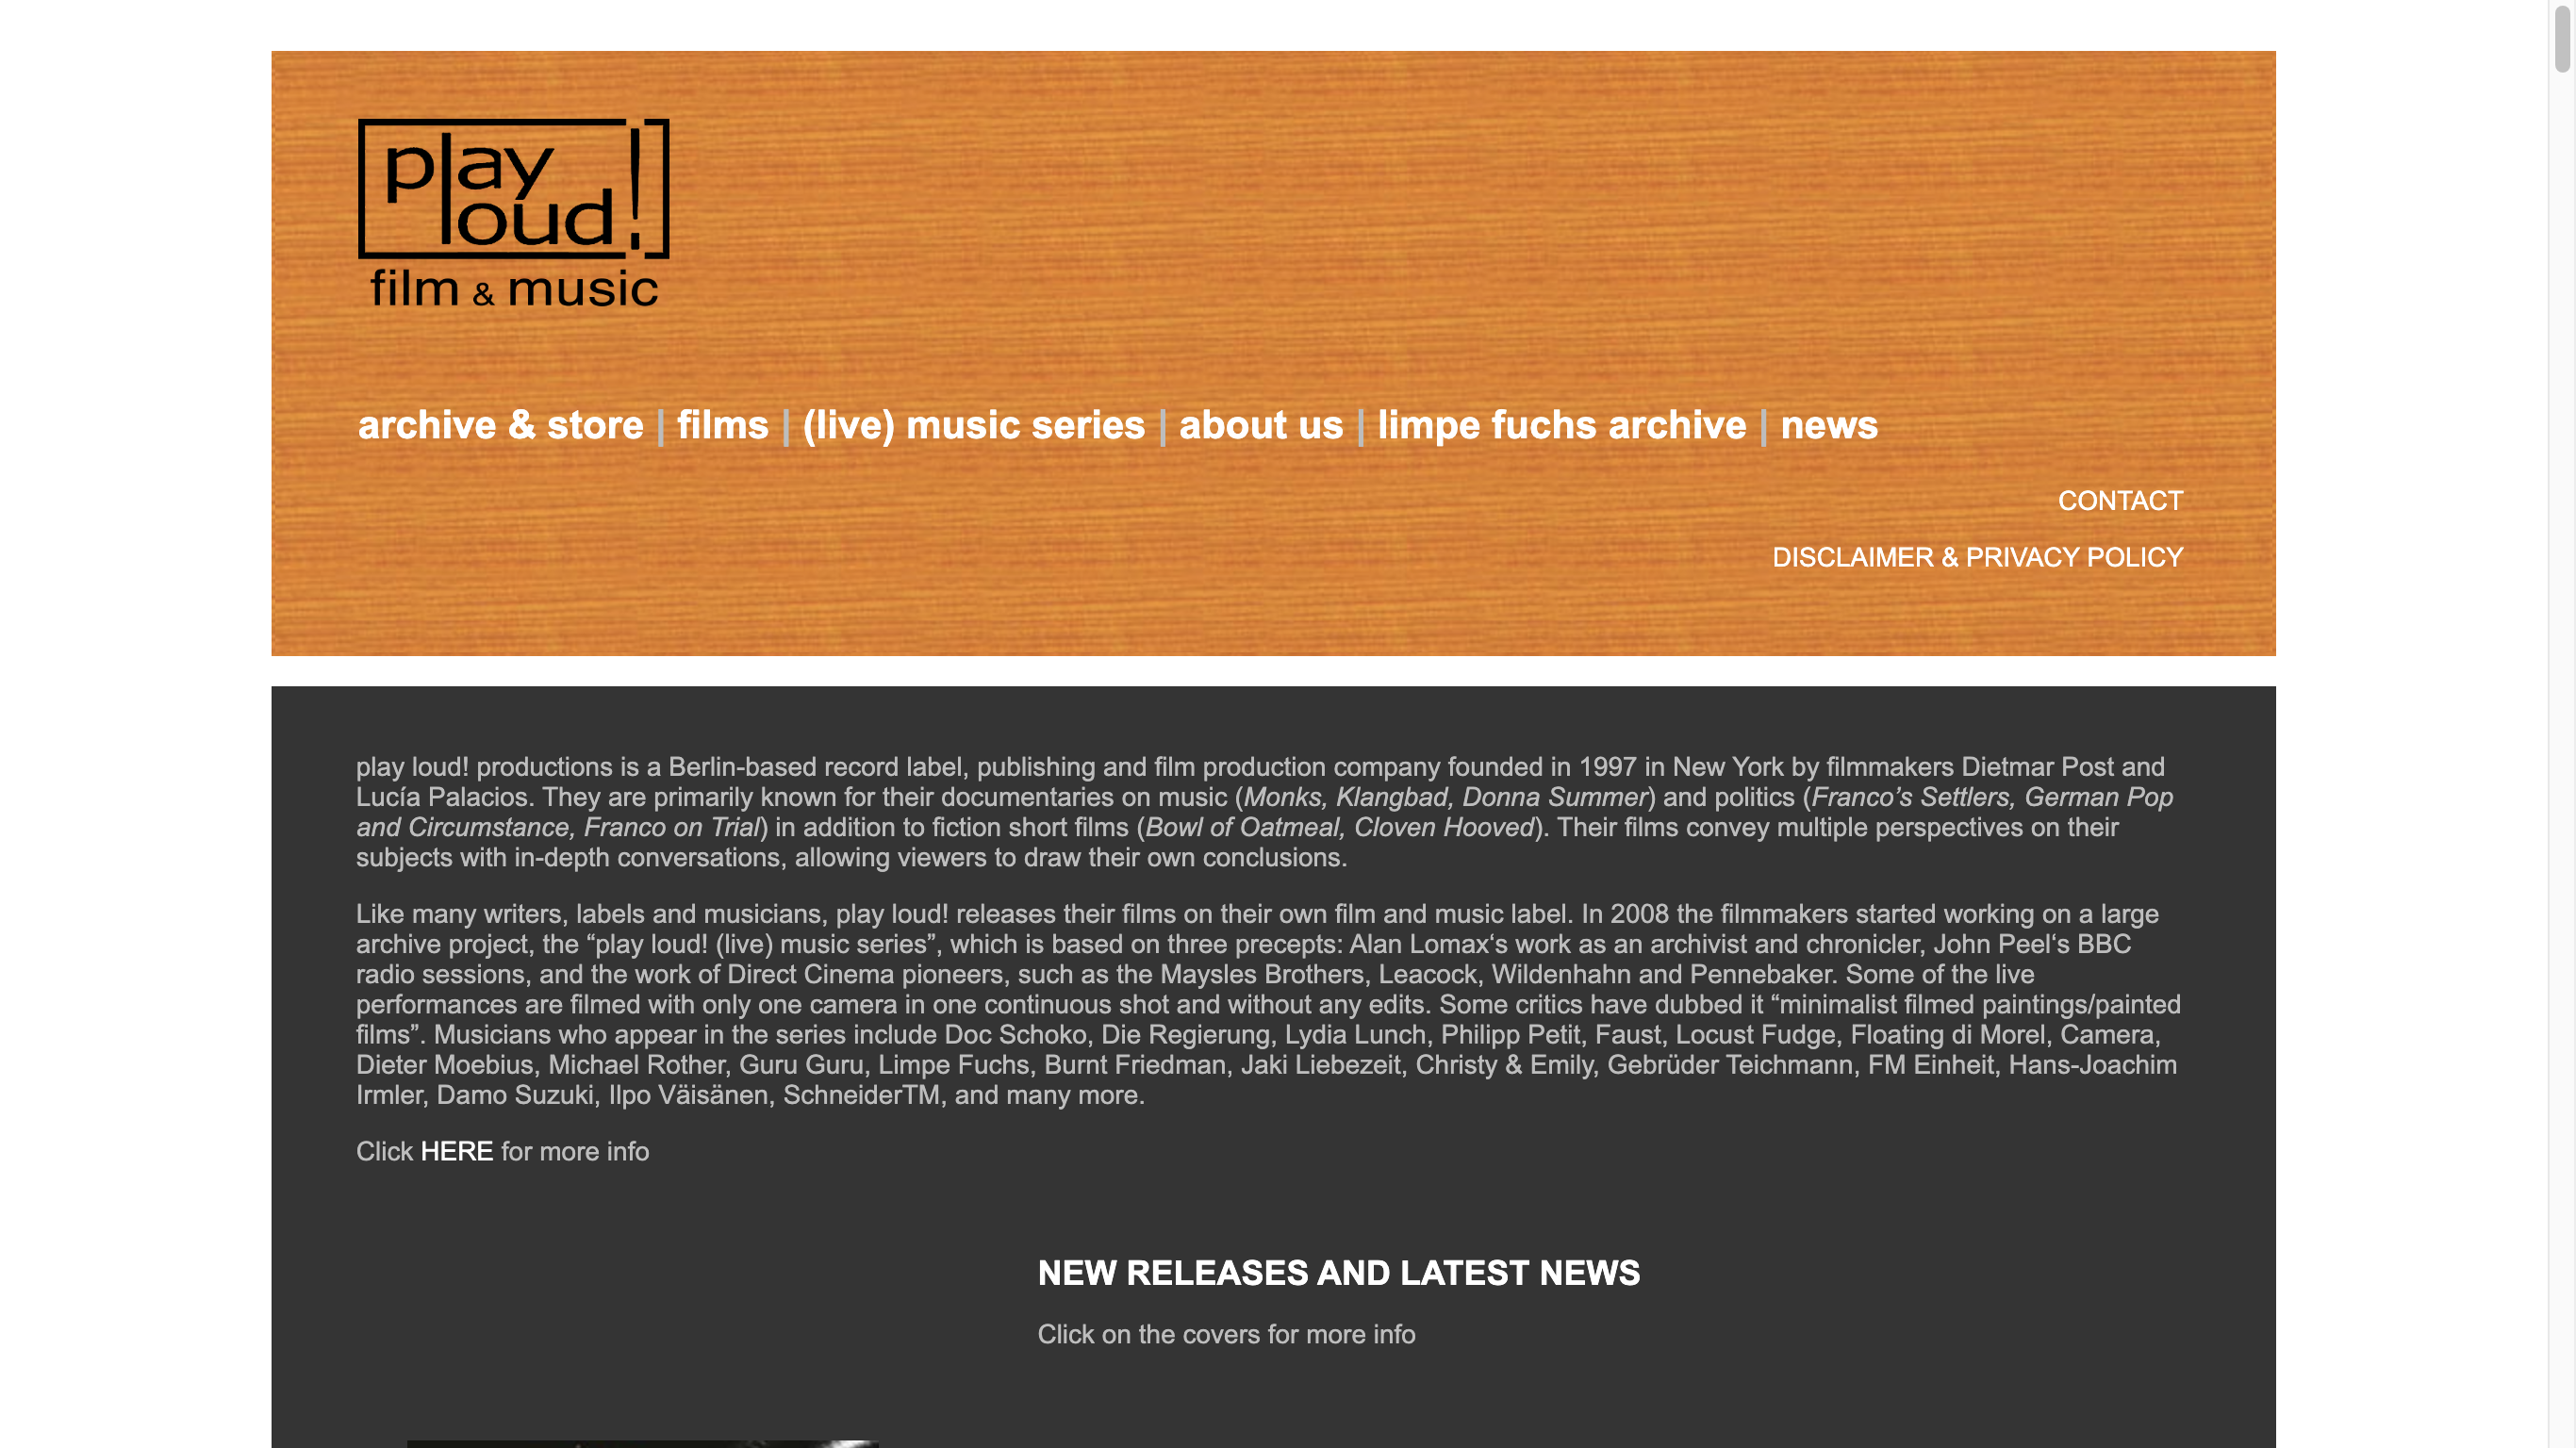 play
loud!
film & music
archive & store | films | (live) music series | about us | limpe fuchs archive | news
CONTACT
DISCLAIMER & PRIVACY POLICY
play loud! productions is a Berlin-based record label, publishing and film production company founded in 1997 in New York by filmmakers Dietmar Post and
Lucía Palacios. They are primarily known for their documentaries on music (Monks, Klangbad, Donna Summer) and politics (Franco’s Settlers, German Pop
and Circumstance, Franco on Trial) in addition to fiction short films (Bowl of Oatmeal, Cloven Hooved). Their films convey multiple perspectives on their
subjects with in-depth conversations, allowing viewers to draw their own conclusions.
Like many writers, labels and musicians, play loud! releases their films on their own film and music label. In 2008 the filmmakers started working on a large
archive project, the “play loud! (live) music series”, which is based on three precepts: Alan Lomax‘s work as an archivist and chronicler, John Peel‘s BBC
radio sessions, and the work of Direct Cinema pioneers, such as the Maysles Brothers, Leacock, Wildenhahn and Pennebaker. Some of the live
performances are filmed with only one camera in one continuous shot and without any edits. Some critics have dubbed it “minimalist filmed paintings/painted
films”. Musicians who appear in the series include Doc Schoko, Die Regierung, Lydia Lunch, Philipp Petit, Faust, Locust Fudge, Floating di Morel, Camera,
Dieter Moebius, Michael Rother, Guru Guru, Limpe Fuchs, Burnt Friedman, Jaki Liebezeit, Christy & Emily, Gebrüder Teichmann, FM Einheit, Hans-Joachim
Irmler, Damo Suzuki, Ilpo Väisänen, SchneiderTM, and many more.
Click HERE for more info
NEW RELEASES AND LATEST NEWS
Click on the covers for more info